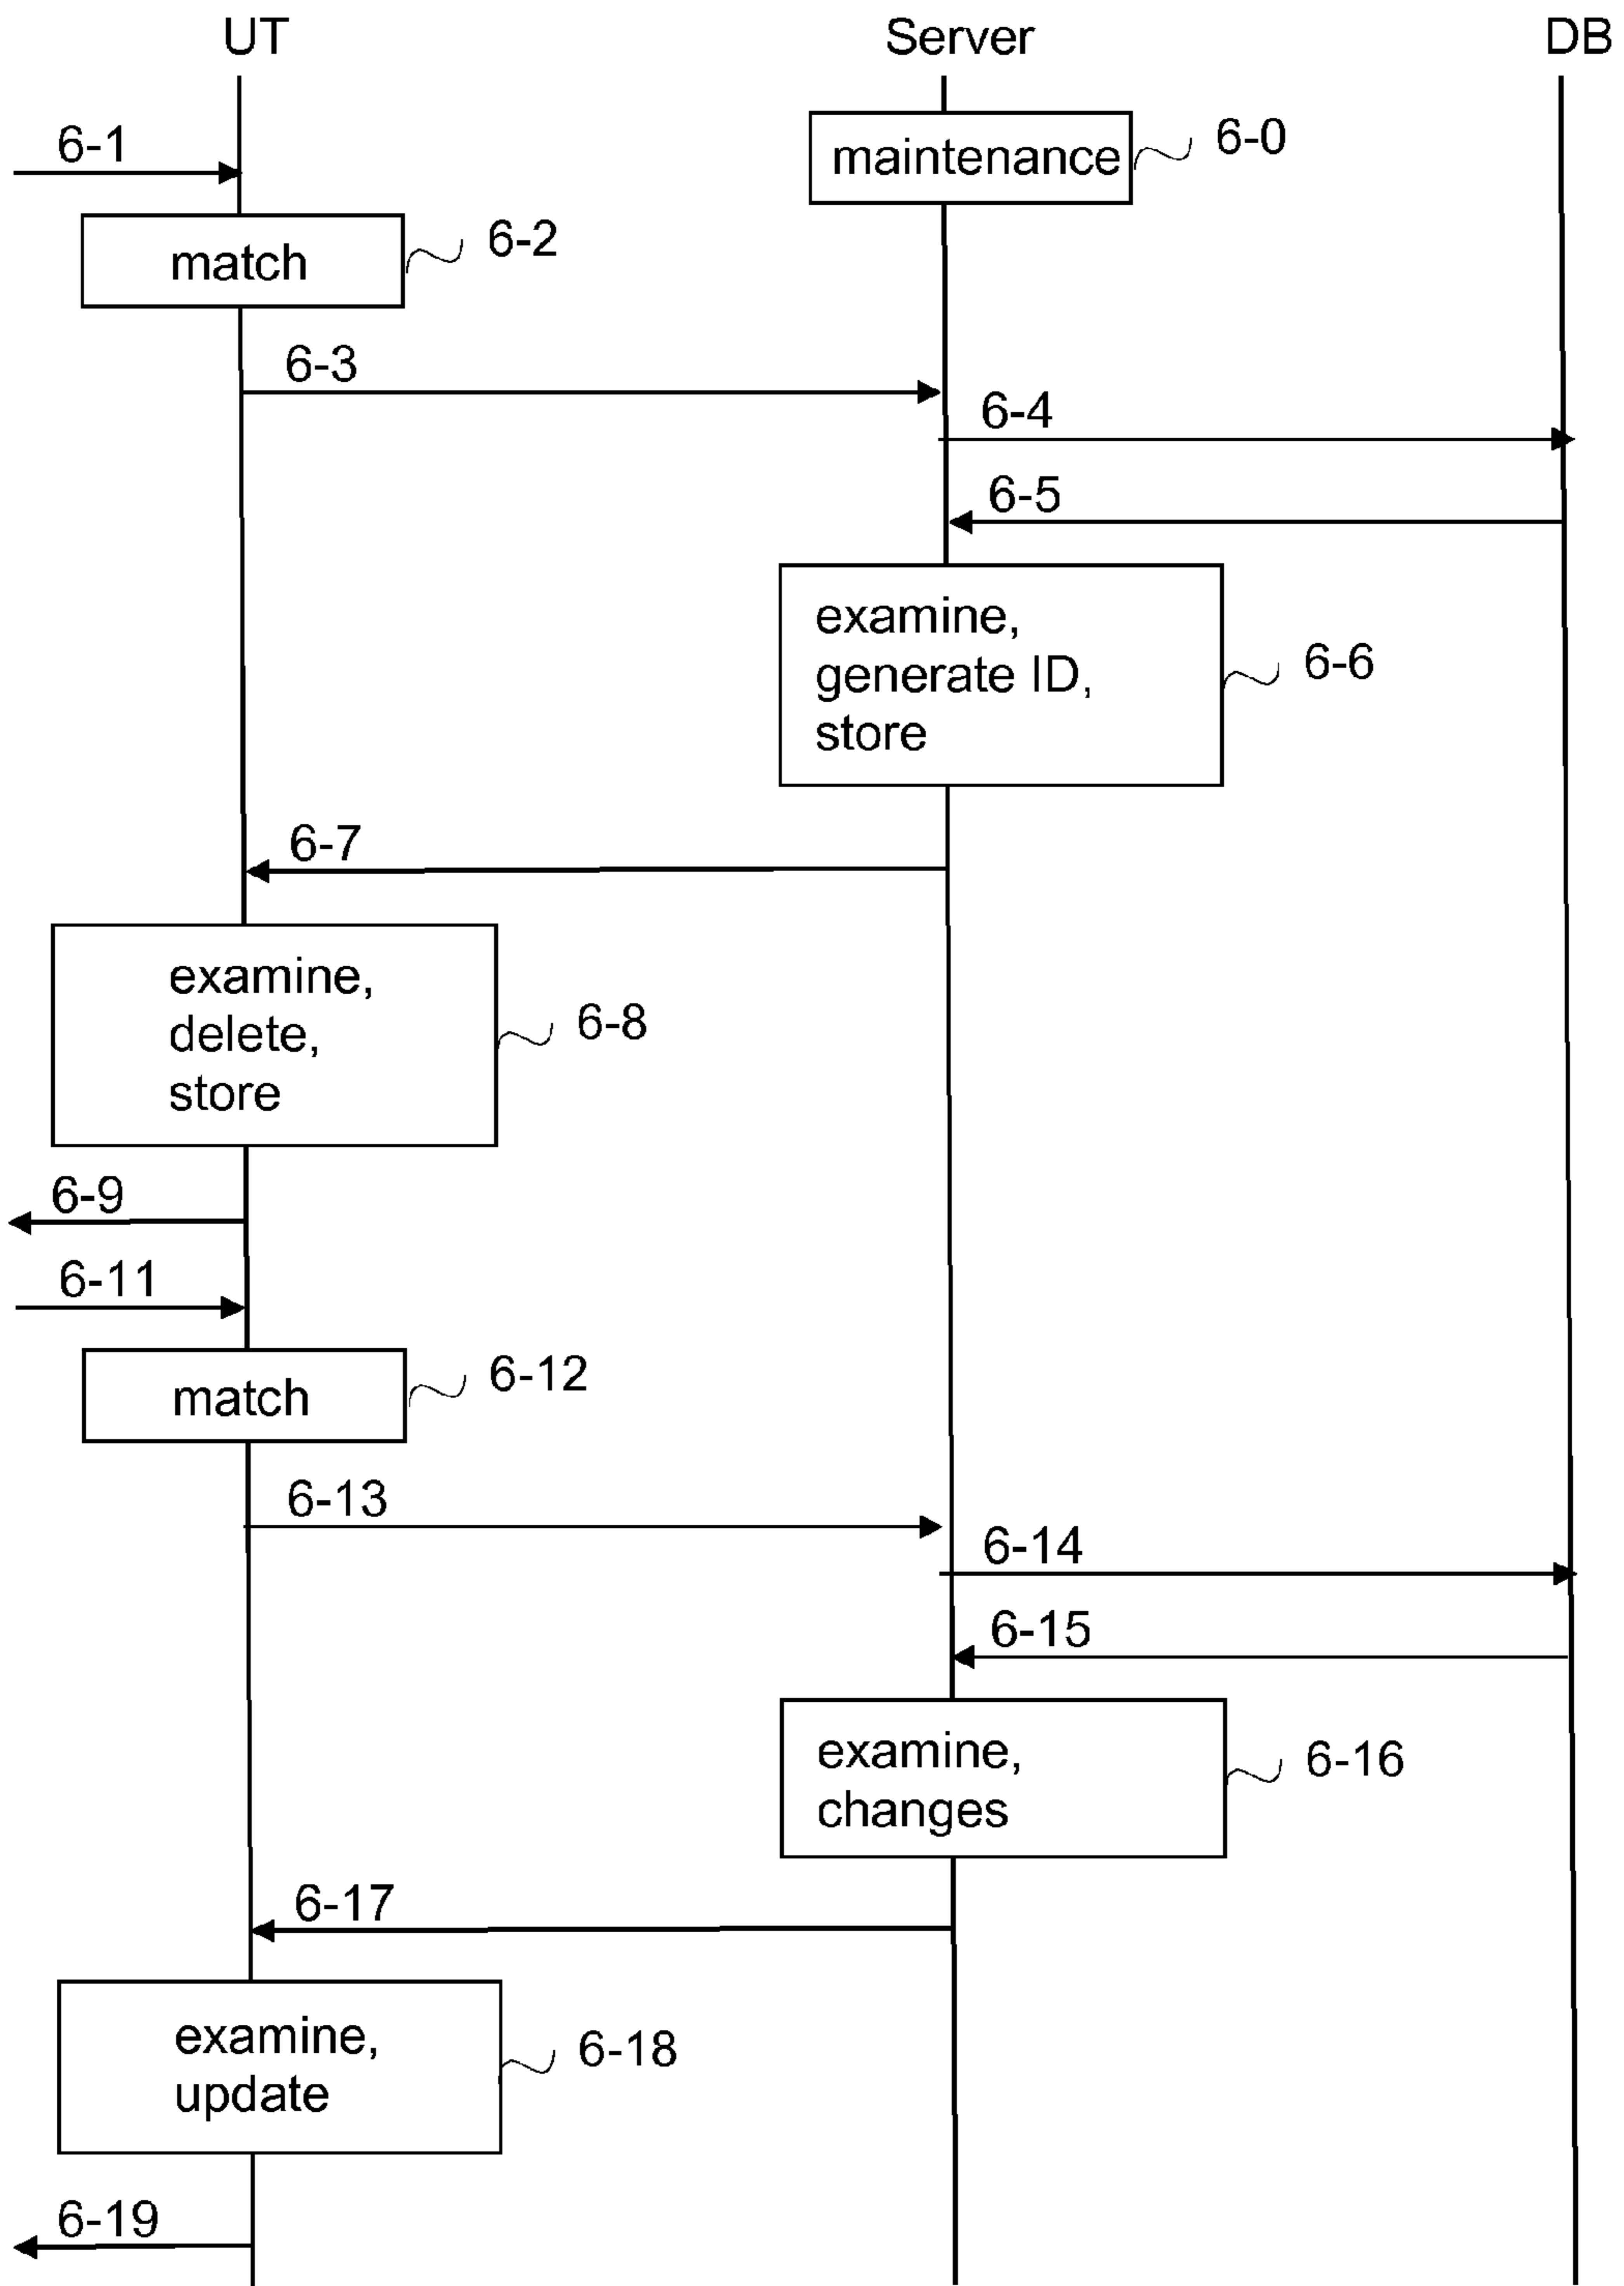 UT
Server
DB
6-1
maintenance
6-0
match
6-2
6-3
6-4
6-5
examine,
generate ID,
store
6-6
6-7
examine,
delete,
store
6-8
6-9
6-11
match
6-12
6-13
6-14
6-15
examine,
changes
6-16
6-17
examine,
update
6-18
6-19